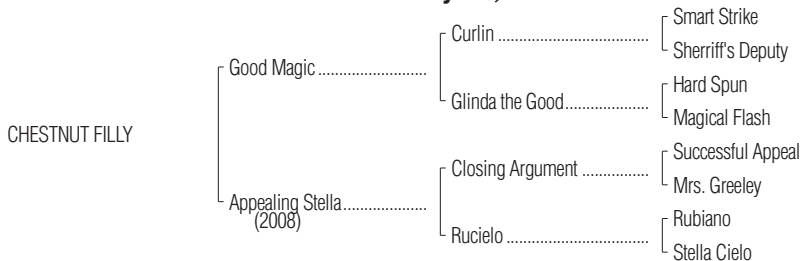 Smart Strike
Curlin ....................................
Sherriff's Deputy
Good Magic ..........................
Hard Spun
Glinda the Good....................
Magical Flash
CHESTNUT FILLY
Successful Appeal
Closing Argument ................
Mrs. Greeley
Appealing Stella....................
(2008)
Rubiano
Rucielo ..................................
Stella Cielo